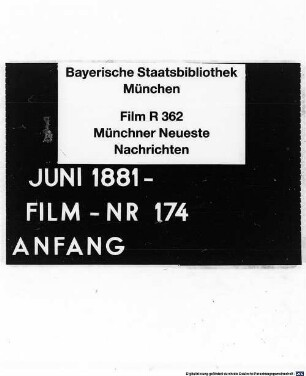 Bayerische Staatsbibliothek
München
Film R 362
Münchner Neueste
Nachrichten
JUNI 1881 -
FILM - NR 174
ANFANG